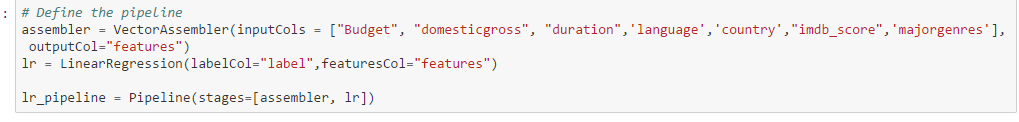 : # Define the pipeline
assembler = VectorAssembler(inputCols = ["Budget", "domesticgross", "duration",'language','country',"imdb_score",'majorgenres'],
outputCol="features")
lr = LinearRegression(labelCol="label",featuresCol="features")
lr_pipeline = Pipeline(stages=[assembler, lr])